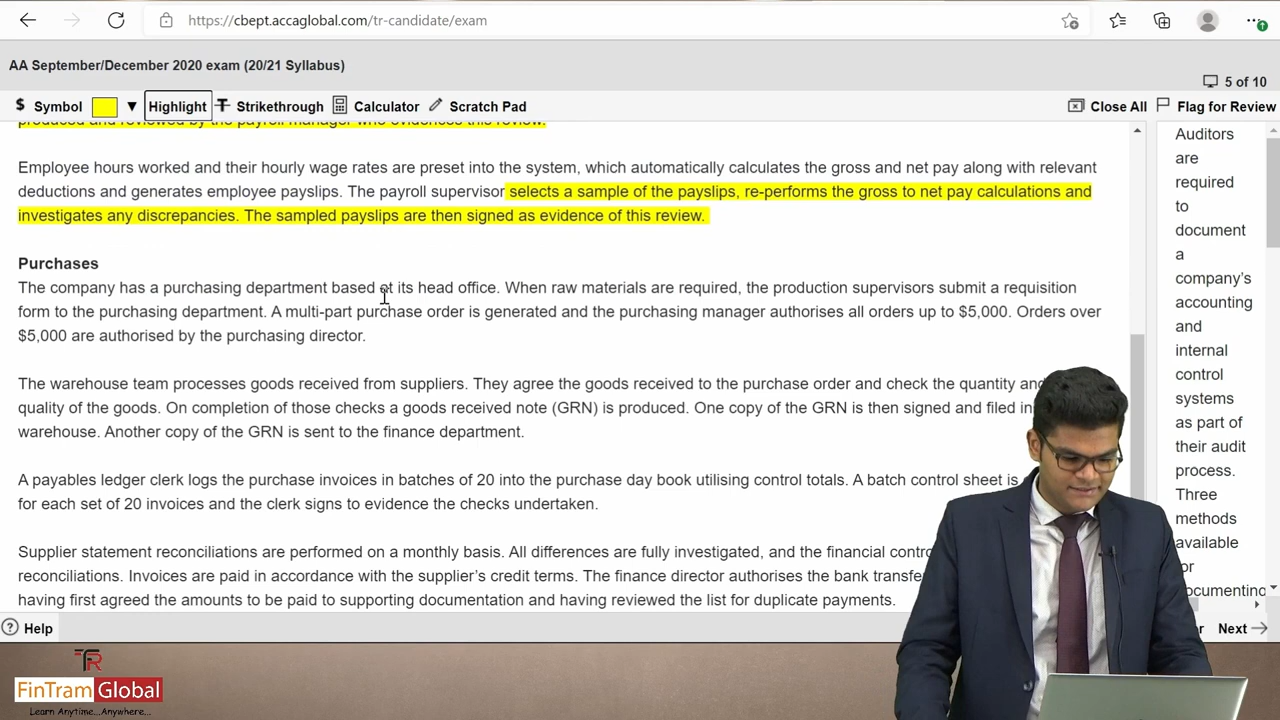 https://cbept.accaglobal.com/tr-candidate/exam
AA September/December 2020 exam (20/21 Syllabus)
5 of 10
$ Symbol Highlight Strikethrough Calculator Scratch Pad Close All Flag for Review
produced and reviewed by the payroll manager who evidences this review.
Employee hours worked and their hourly wage rates are preset into the system, which automatically calculates the gross and net pay along with relevant
deductions and generates employee payslips. The payroll supervisor selects a sample of the payslips, re-performs the gross to net pay calculations and
investigates any discrepancies. The sampled payslips are then signed as evidence of this review.
Purchases
The company has a purchasing department based at its head office. When raw materials are required, the production supervisors submit a requisition
form to the purchasing department. A multi-part purchase order is generated and the purchasing manager authorises all orders up to $5,000. Orders over
$5,000 are authorised by the purchasing director.
The warehouse team processes goods received from suppliers. They agree the goods received to the purchase order and check the quantity and
quality of the goods. On completion of those checks a goods received note (GRN) is produced. One copy of the GRN is then signed and filed in
warehouse. Another copy of the GRN is sent to the finance department.
A payables ledger clerk logs the purchase invoices in batches of 20 into the purchase day book utilising control totals. A batch control sheet is
for each set of 20 invoices and the clerk signs to evidence the checks undertaken.
Supplier statement reconciliations are performed on a monthly basis. All differences are fully investigated, and the financial
reconciliations. Invoices are paid in accordance with the supplier's credit terms. The finance director authorises the bank
having first agreed the amounts to be paid to supporting documentation and having reviewed the list for duplicate payments.
Auditors
are
required
to
document
a
company's
accounting
and
internal
control
systems
as part of
their audit
process.
Three
methods
available
Help
Next
FinTram Global
Learn Anytime...Anywhere...